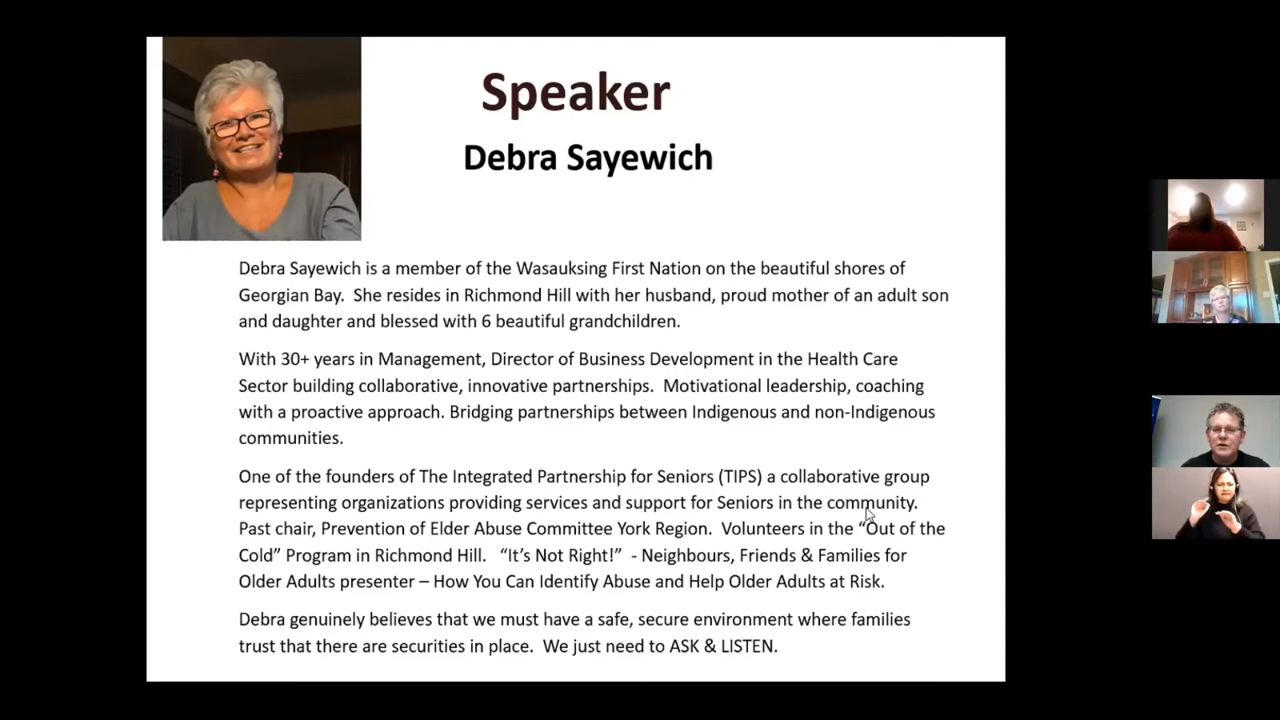 Speaker
Debra Sayewich
Debra Sayewich is a member of the Wasauksing First Nation on the beautiful shores of
Georgian Bay.  She resides in Richmond Hill with her husband, proud mother of an adult son
and daughter and blessed with 6 beautiful grandchildren.
With 30+ years in Management, Director of Business Development in the Health Care
Sector building collaborative, innovative partnerships.  Motivational leadership, coaching
with a proactive approach. Bridging partnerships between Indigenous and non-Indigenous
communities.
One of the founders of The Integrated Partnership for Seniors (TIPS) a collaborative group
representing organizations providing services and support for Seniors in the community.
Past chair, Prevention of Elder Abuse Committee York Region.  Volunteers in the “Out of the
Cold” Program in Richmond Hill.   “It’s Not Right!”  - Neighbours, Friends & Families for
Older Adults presenter – How You Can Identify Abuse and Help Older Adults at Risk.
Debra genuinely believes that we must have a safe, secure environment where families
trust that there are securities in place.  We just need to ASK & LISTEN.